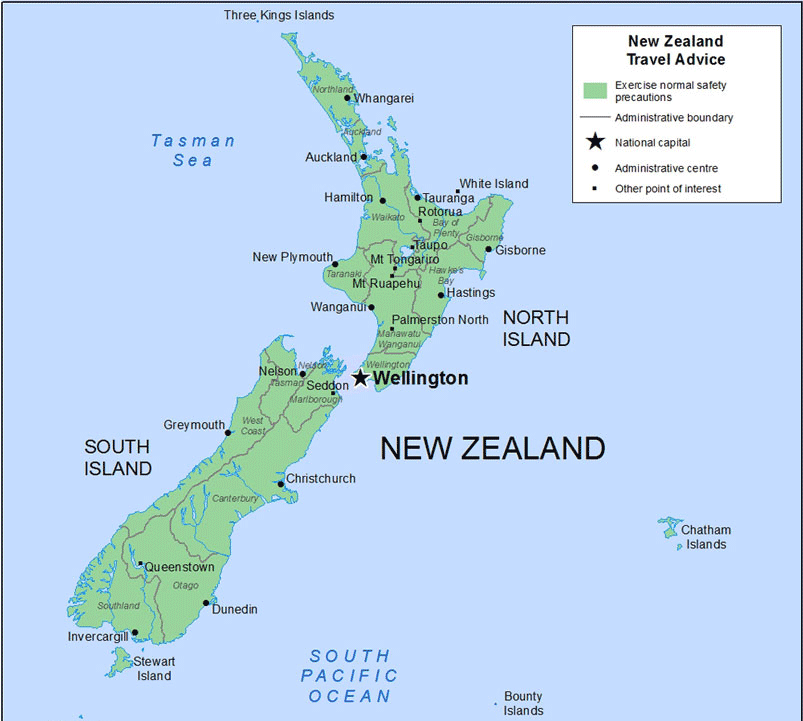 Three Kings Islands
New Zealand
Travel Advice
Exercise normal safety
precautions
Administrative boundary
National capital
Administrative centre
Other point of interest
Northland
Whangarei
Tasman
Sea
Auckland
Auckland
White Island
Hamilton
Tauranga
Rotorua
Waikato
Bay of
Plenty
Gisborne
Taupo
Gisborne
New Plymouth
Mt Tongariro
Taranaki
Hawke's
Bay
Mt Ruapehu
Hastings
Wanganui
Palmerston North
NORTH
ISLAND
Manawatu
Wanganui
Wellington
Nelson
Nelson
Tasman
Wellington
Seddon
Marlborough
West
Coast
Greymouth
SOUTH
ISLAND
NEW ZEALAND
Christchurch
Canterbury
Chatham
Islands
Queenstown
Otago
Southland
Dunedin
Invercargill
Stewart
Island
SOUTH
PACIFIC
OCEAN
Bounty
Islands